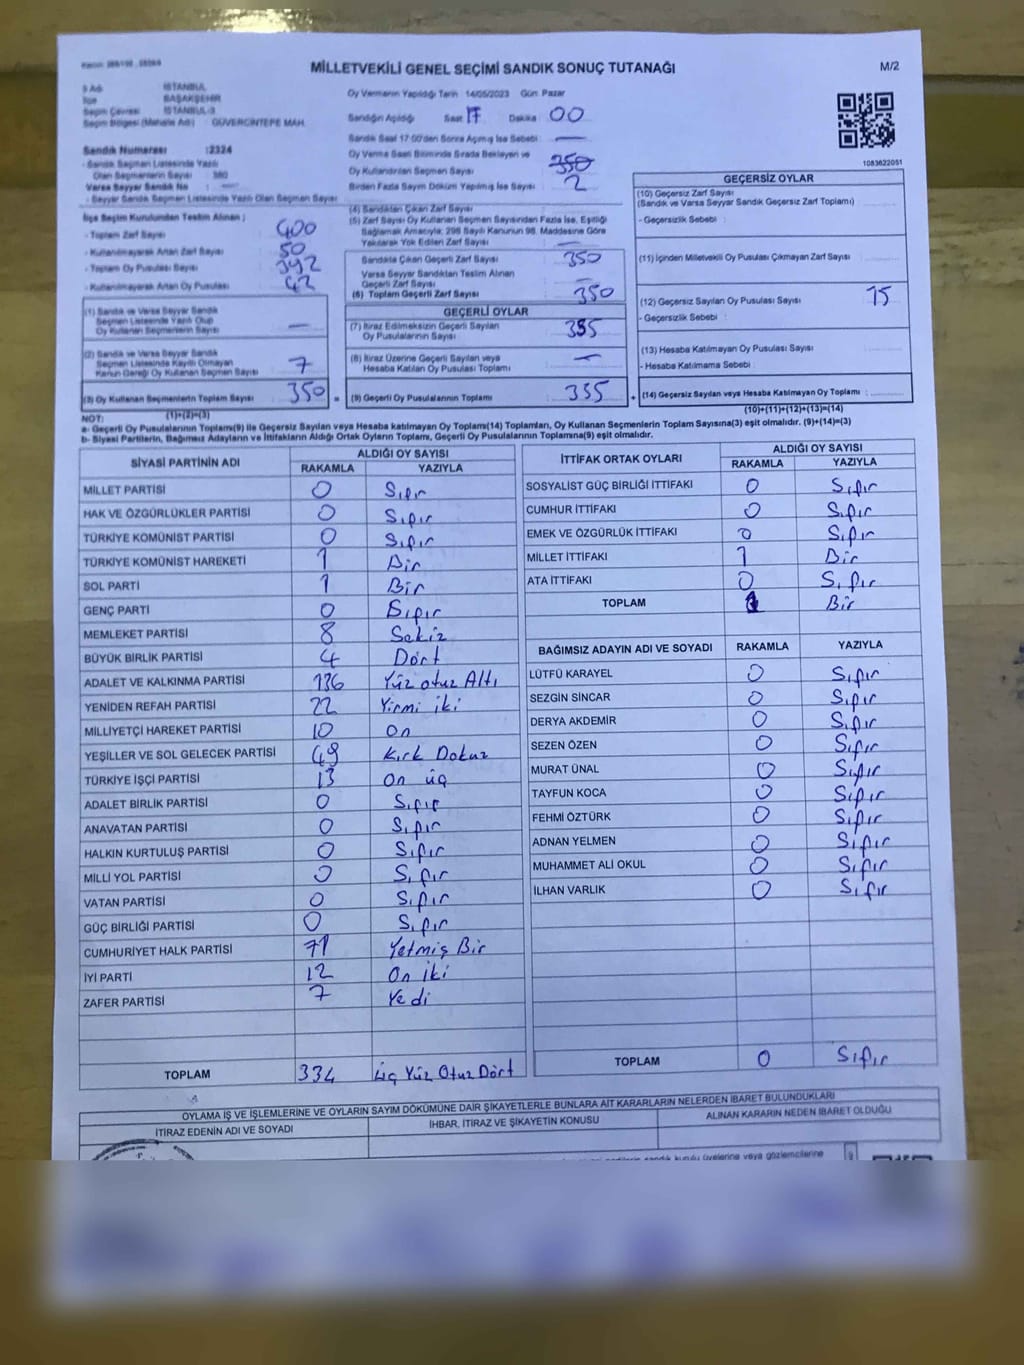 MİLLETVEKİLİ GENEL SEÇİMİ SANDIK SONUÇ TUTANAĞI
M/2
İli Adı : İSTANBUL
İlçe : BAŞAKŞEHİR
Seçim Çevresi : İSTANBUL-3
Seçim Bölgesi (Mahalle Adı) : GÜVERCİNTEPE MAH.
Oy Vermenin Yapıldığı Tarih 14/05/2023 Gün: Pazar
Sandığın Açıldığı Saat 17 Dakika 00
Sandık Saat 17:00'den Sonra Açılmış İse Sebebi : —
Oy Verme Saati Bitiminde Sırada Bekleyen ve
Oy Kullandırılan Seçmen Sayısı : 350
Birden Fazla Sayım Döküm Yapılmış İse Sayısı : 2
1083622051
Sandık Numarası : 2324
- Sandık Seçmen Listesinde Yazılı
Olan Seçmenlerin Sayısı : 380
Varsa Seyyar Sandık No : —
- Seyyar Sandık Seçmen Listesinde Yazılı Olan Seçmen Sayısı :
İlçe Seçim Kurulundan Teslim Alınan ;
- Toplam Zarf Sayısı : 400
- Kullanılmayarak Artan Zarf Sayısı : 50
- Toplam Oy Pusulası Sayısı : 392
- Kullanılmayarak Artan Oy Pusulası : 42
(1) Sandık ve Varsa Seyyar Sandık
Seçmen Listesinde Yazılı Olup
Oy Kullanan Seçmenlerin Sayısı : —
(2) Sandık ve Varsa Seyyar Sandık
Seçmen Listesinde Kayıtlı Olmayan
Kanun Gereği Oy Kullanan Seçmen Sayısı : 7
(3) Oy Kullanan Seçmenlerin Toplam Sayısı : 350 =
(1)+(2)=(3)
(4) Sandıktan Çıkan Zarf Sayısı :
(5) Zarf Sayısı Oy Kullanan Seçmen Sayısından Fazla İse, Eşitliği
Sağlamak Amacıyla; 298 Sayılı Kanunun 98. Maddesine Göre
Yakılarak Yok Edilen Zarf Sayısı : —
Sandıkta Çıkan Geçerli Zarf Sayısı : 350
Varsa Seyyar Sandıktan Teslim Alınan
Geçerli Zarf Sayısı :
(6) Toplam Geçerli Zarf Sayısı : 350
GEÇERLİ OYLAR
(7) İtiraz Edilmeksizin Geçerli Sayılan
Oy Pusulalarının Sayısı : 335
(8) İtiraz Üzerine Geçerli Sayılan veya
Hesaba Katılan Oy Pusulası Toplamı : —
(9) Geçerli Oy Pusulalarının Toplamı : 335 +
GEÇERSİZ OYLAR
(10) Geçersiz Zarf Sayısı
(Sandık ve Varsa Seyyar Sandık Geçersiz Zarf Toplamı) :
- Geçersizlik Sebebi :
(11) İçinden Milletvekili Oy Pusulası Çıkmayan Zarf Sayısı :
(12) Geçersiz Sayılan Oy Pusulası Sayısı : 15
- Geçersizlik Sebebi :
(13) Hesaba Katılmayan Oy Pusulası Sayısı :
- Hesaba Katılmama Sebebi :
(14) Geçersiz Sayılan veya Hesaba Katılmayan Oy Toplamı :
(10)+(11)+(12)+(13)=(14)
NOT:
a- Geçerli Oy Pusulalarının Toplamı(9) ile Geçersiz Sayılan veya Hesaba Katılmayan Oy Toplamı(14) Toplamları, Oy Kullanan Seçmenlerin Toplam Sayısına(3) eşit olmalıdır. (9)+(14)=(3)
b- Siyasi Partilerin, Bağımsız Adayların ve İttifakların Aldığı Ortak Oyların Toplamı, Geçerli Oy Pusulalarının Toplamına(9) eşit olmalıdır.
SİYASİ PARTİNİN ADI
ALDIĞI OY SAYISI
RAKAMLA YAZIYLA
MİLLET PARTİSİ 0 Sıfır
HAK VE ÖZGÜRLÜKLER PARTİSİ 0 Sıfır
TÜRKİYE KOMÜNİST PARTİSİ 0 Sıfır
TÜRKİYE KOMÜNİST HAREKETİ 1 Bir
SOL PARTİ 1 Bir
GENÇ PARTİ 0 Sıfır
MEMLEKET PARTİSİ 8 Sekiz
BÜYÜK BİRLİK PARTİSİ 4 Dört
ADALET VE KALKINMA PARTİSİ 136 Yüz otuz Altı
YENİDEN REFAH PARTİSİ 22 Yirmi iki
MİLLİYETÇİ HAREKET PARTİSİ 10 On
YEŞİLLER VE SOL GELECEK PARTİSİ 49 Kırk Dokuz
TÜRKİYE İŞÇİ PARTİSİ 13 On üç
ADALET BİRLİK PARTİSİ 0 Sıfır
ANAVATAN PARTİSİ 0 Sıfır
HALKIN KURTULUŞ PARTİSİ 0 Sıfır
MİLLİ YOL PARTİSİ 0 Sıfır
VATAN PARTİSİ 0 Sıfır
GÜÇ BİRLİĞİ PARTİSİ 0 Sıfır
CUMHURİYET HALK PARTİSİ 71 Yetmiş Bir
İYİ PARTİ 12 On iki
ZAFER PARTİSİ 7 Yedi
TOPLAM 334 Üç Yüz Otuz Dört
İTTİFAK ORTAK OYLARI
ALDIĞI OY SAYISI
RAKAMLA YAZIYLA
SOSYALİST GÜÇ BİRLİĞİ İTTİFAKI 0 Sıfır
CUMHUR İTTİFAKI 0 Sıfır
EMEK VE ÖZGÜRLÜK İTTİFAKI 0 Sıfır
MİLLET İTTİFAKI 1 Bir
ATA İTTİFAKI 0 Sıfır
TOPLAM 1 Bir
BAĞIMSIZ ADAYIN ADI VE SOYADI RAKAMLA YAZIYLA
LÜTFÜ KARAYEL 0 Sıfır
SEZGİN SİNCAR 0 Sıfır
DERYA AKDEMİR 0 Sıfır
SEZEN ÖZEN 0 Sıfır
MURAT ÜNAL 0 Sıfır
TAYFUN KOCA 0 Sıfır
FEHMİ ÖZTÜRK 0 Sıfır
ADNAN YELMEN 0 Sıfır
MUHAMMET ALİ OKUL 0 Sıfır
İLHAN VARLIK 0 Sıfır
TOPLAM 0 Sıfır
OYLAMA İŞ VE İŞLEMLERİNE VE OYLARIN SAYIM DÖKÜMÜNE DAİR ŞİKAYETLERLE BUNLARA AİT KARARLARIN NELERDEN İBARET BULUNDUKLARI
İTİRAZ EDENİN ADI VE SOYADI
İHBAR, İTİRAZ VE ŞİKAYETİN KONUSU
ALINAN KARARIN NEDEN İBARET OLDUĞU
sandık kurulu üyelerine veya gözlemcilerine